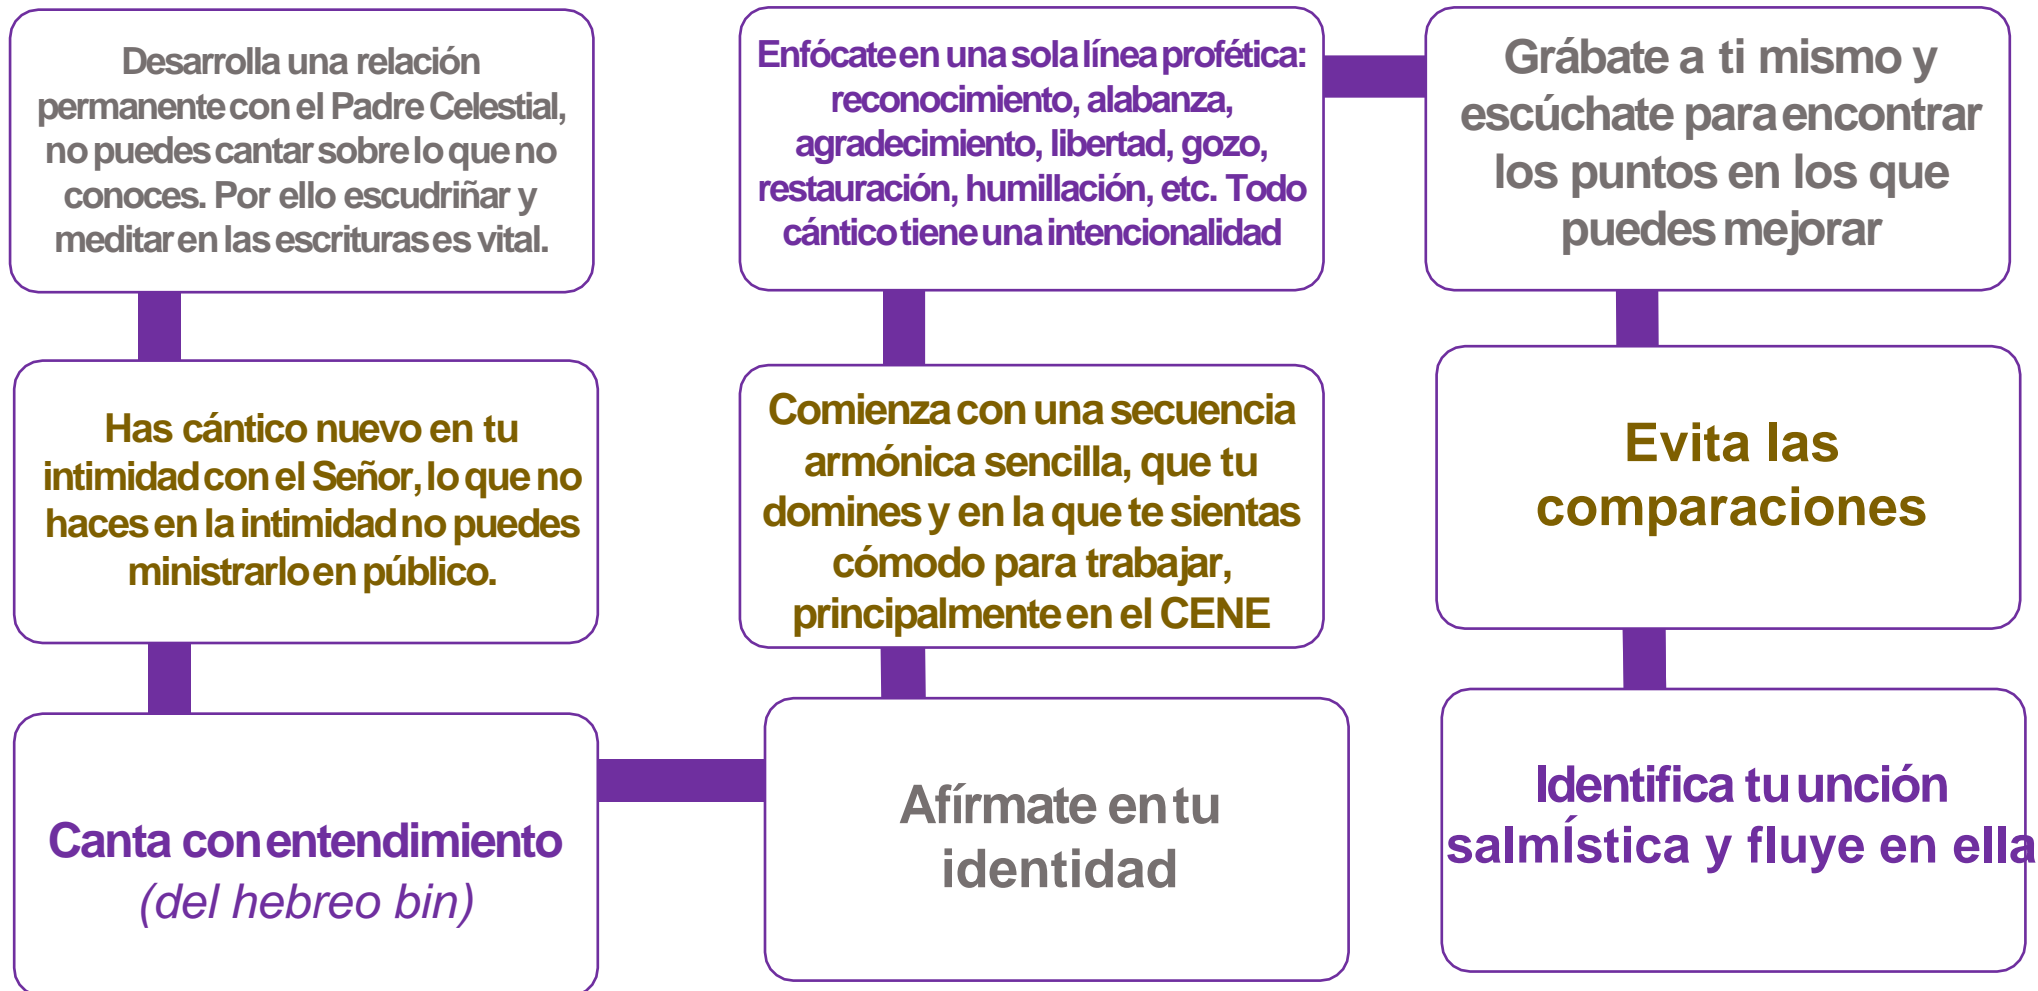 Desarrolla una relación
permanente con el Padre Celestial,
no puedes cantar sobre lo que no
conoces. Por ello escudriñar y
meditar en las escrituras es vital.
Has cántico nuevo en tu
intimidad con el Señor, lo que no
haces en la intimidad no puedes
ministrarlo en público.
Canta con entendimiento
(del hebreo bin)
Afírmate en tu
identidad
Comienza con una secuencia
armónica sencilla, que tu
domines y en la que te sientas
cómodo para trabajar,
principalmente en el CENE
Enfócate en una sola línea profética:
reconocimiento, alabanza,
agradecimiento, libertad, gozo,
restauración, humillación, etc. Todo
cántico tiene una intencionalidad
Grábate a ti mismo y
escúchate para encontrar
los puntos en los que
puedes mejorar
Evita las
comparaciones
Identifica tu unción
salmÍstica y fluye en ella